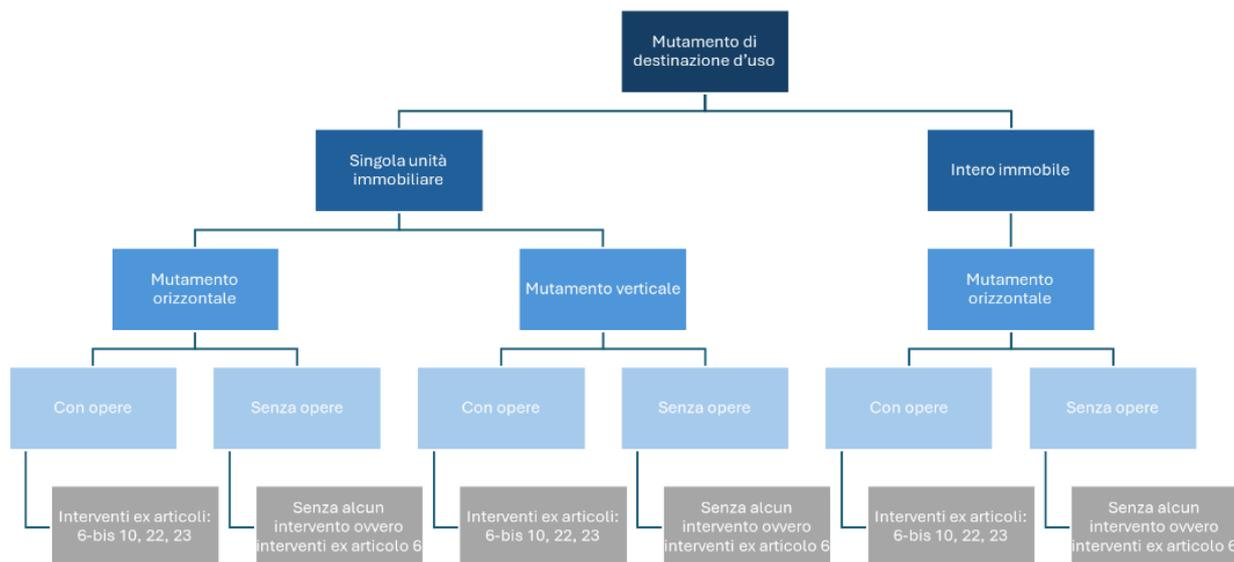 Mutamento di
destinazione d'uso
Singola unità
immobiliare
Intero immobile
Mutamento
orizzontale
Mutamento verticale
Mutamento
orizzontale
Con opere
Senza opere
Con opere
Senza opere
Con opere
Senza opere
Interventi ex articoli:
6-bis 10, 22, 23
Senza alcun
intervento ovvero
interventi ex articolo 6
Interventi ex articoli:
6-bis 10, 22, 23
Senza alcun
intervento ovvero
interventi ex articolo 6
Interventi ex articoli:
6-bis 10, 22, 23
Senza alcun
intervento ovvero
interventi ex articolo 6